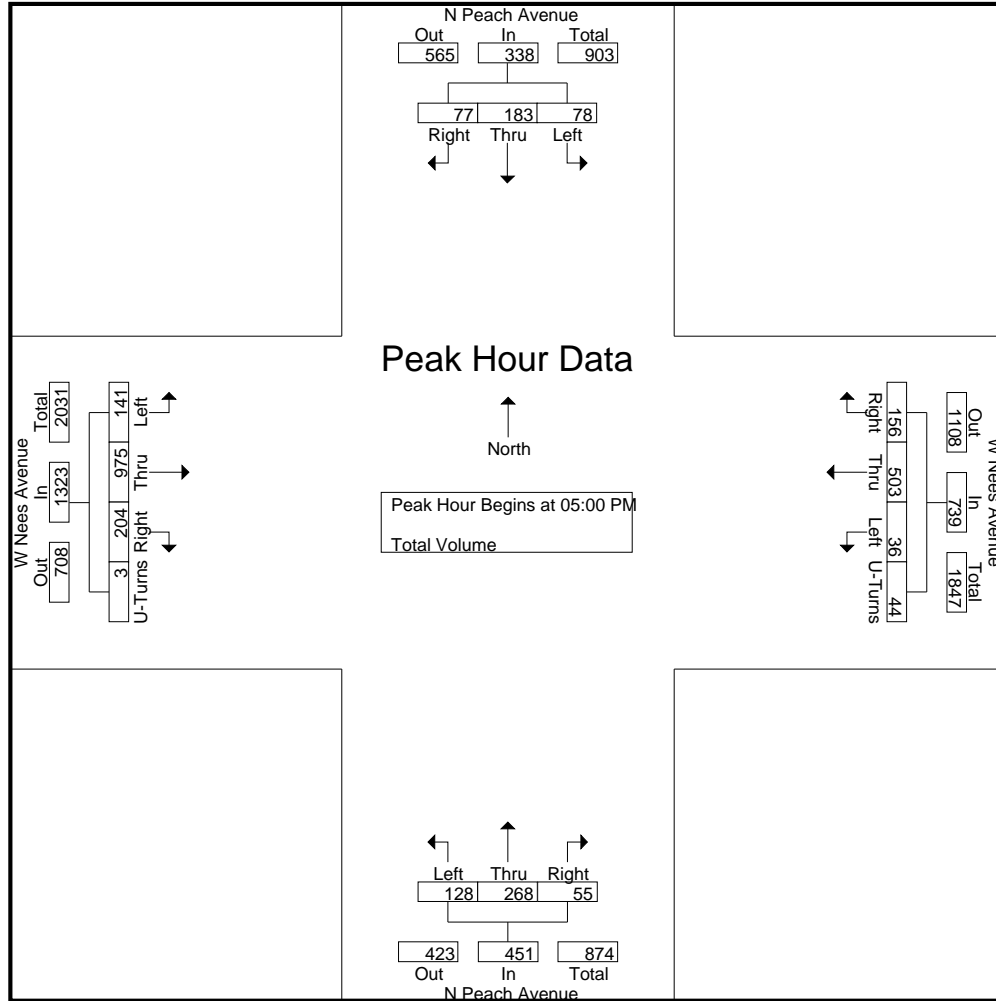 N Peach Avenue
Out In Total
565 338 903
77 183 78
Right Thru Left
Peak Hour Data
North
Peak Hour Begins at 05:00 PM
Total Volume
W Nees Avenue
Total In Out
2031 1323 708
141 975 204 3
Left Thru Right U-Turns
Right Thru Left U-Turns
156 503 36 44
1108 739 1847
Out In Total
W Nees Avenue
Left Thru Right
128 268 55
423 451 874
Out In Total
N Peach Avenue